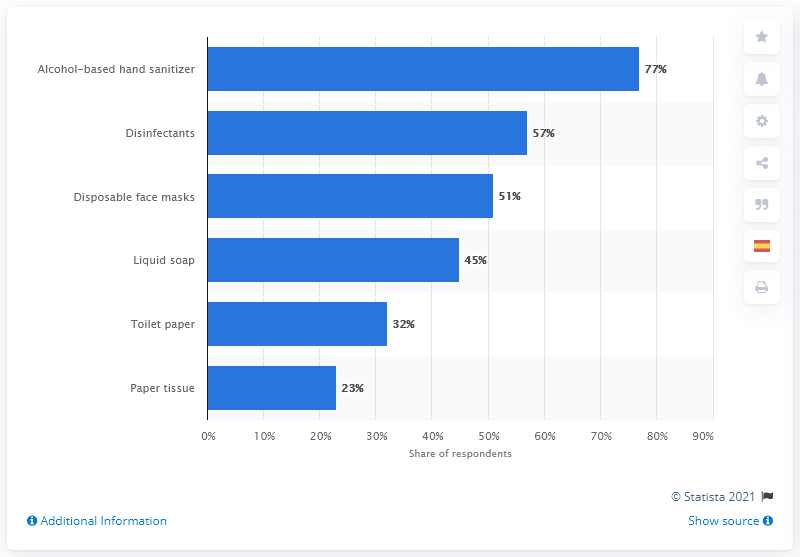 Alcohol-based hand sanitizer 77%
Disinfectants 57%
Disposable face masks 51%
Liquid soap 45%
Toilet paper 32%
Paper tissue 23%
0% 10% 20% 30% 40% 50% 60% 70% 80% 90%
Share of respondents
© Statista 2021
Additional Information Show source